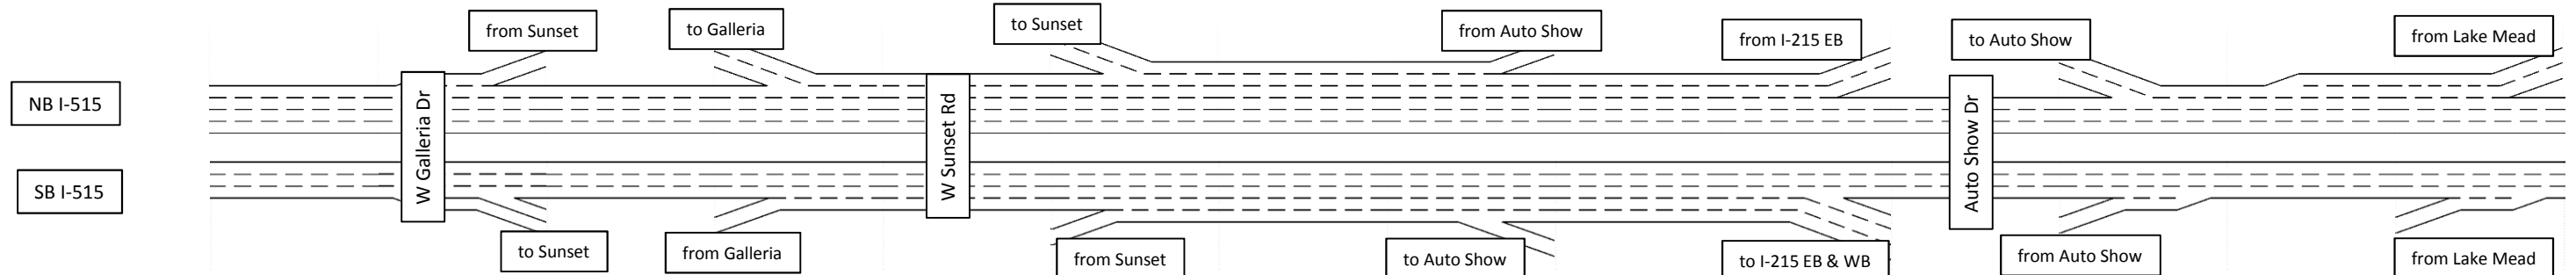 from Sunset
to Galleria
to Sunset
from Auto Show
from I-215 EB
to Auto Show
from Lake Mead
NB I-515
SB I-515
W Galleria Dr
W Sunset Rd
Auto Show Dr
to Sunset
from Galleria
from Sunset
to Auto Show
to I-215 EB & WB
from Auto Show
from Lake Mead